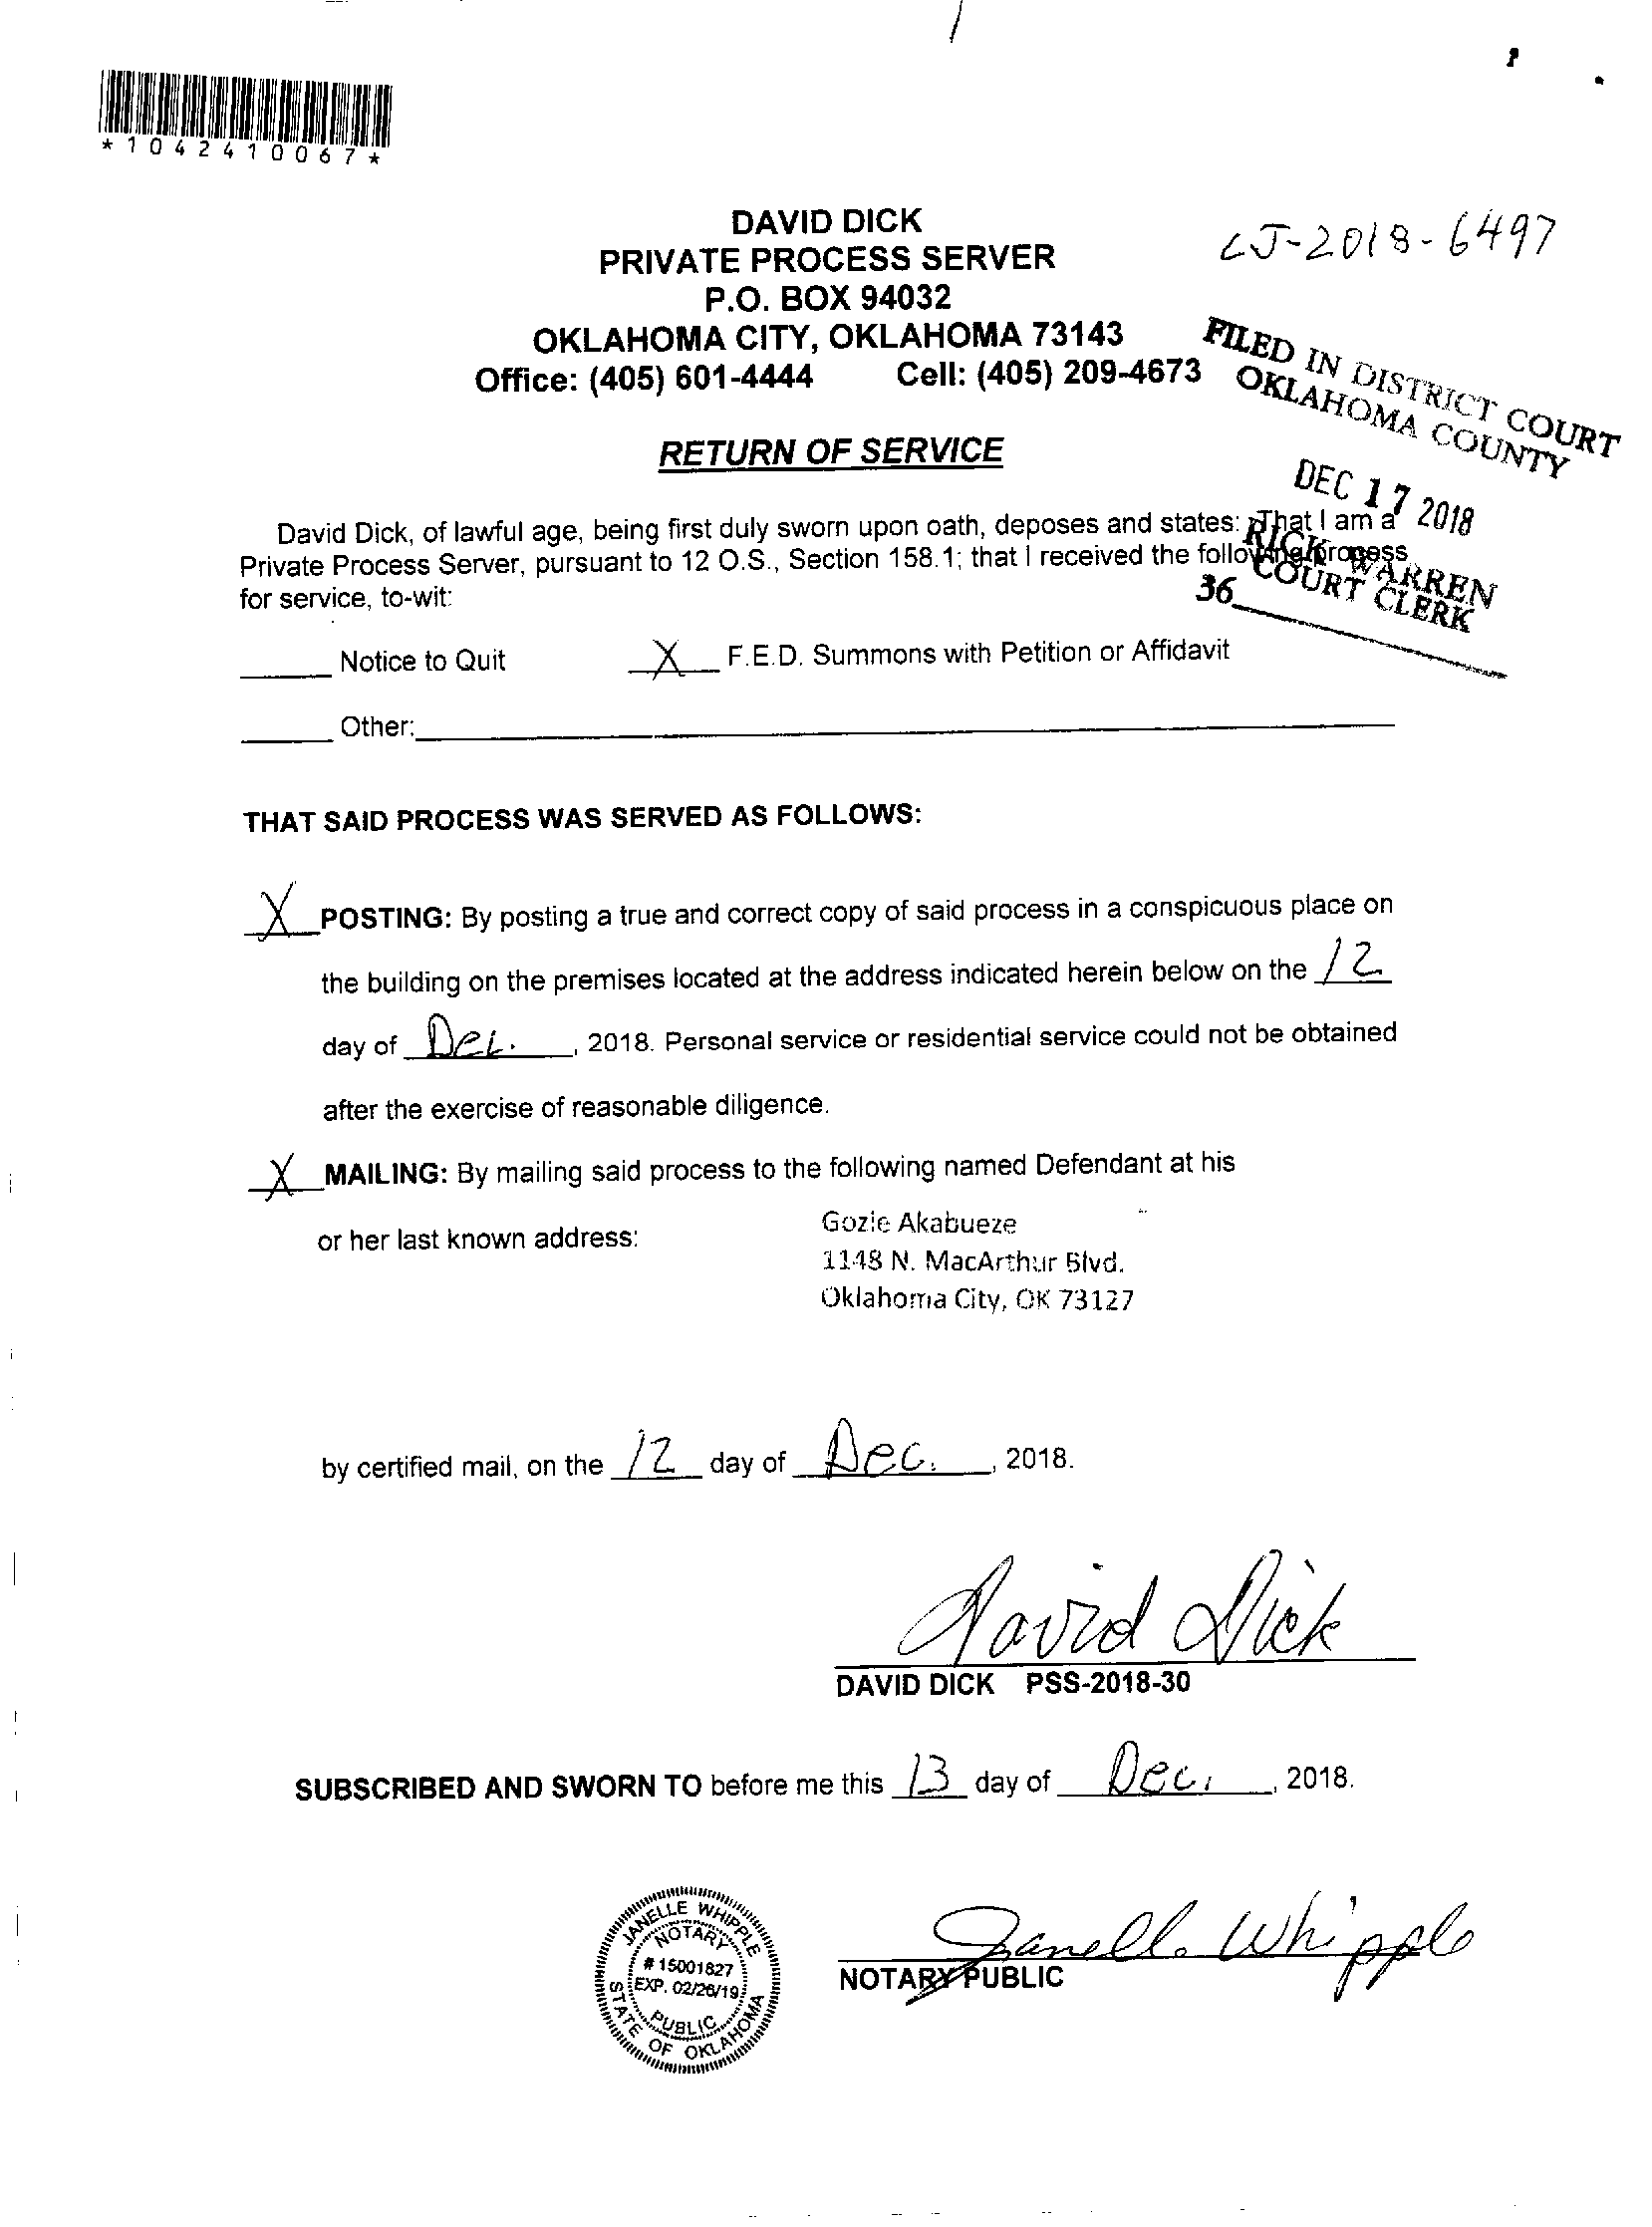 *1042410067*
DAVID DICK
PRIVATE PROCESS SERVER
P.O. BOX 94032
OKLAHOMA CITY, OKLAHOMA 73143
Office: (405) 601-4444 Cell: (405) 209-4673
CJ-2018-6497
FILED IN DISTRICT COURT
OKLAHOMA COUNTY
DEC 17 2018
RICK WARREN
COURT CLERK
36
RETURN OF SERVICE
David Dick, of lawful age, being first duly sworn upon oath, deposes and states: That I am a
Private Process Server, pursuant to 12 O.S., Section 158.1; that I received the following process
for service, to-wit:
Notice to Quit X F.E.D. Summons with Petition or Affidavit
Other:
THAT SAID PROCESS WAS SERVED AS FOLLOWS:
X POSTING: By posting a true and correct copy of said process in a conspicuous place on
the building on the premises located at the address indicated herein below on the 12
day of Dec. , 2018. Personal service or residential service could not be obtained
after the exercise of reasonable diligence.
X MAILING: By mailing said process to the following named Defendant at his
or her last known address:
Gozie Akabueze
1148 N. MacArthur Blvd.
Oklahoma City, OK 73127
by certified mail, on the 12 day of Dec. , 2018.
David Dick
DAVID DICK PSS-2018-30
SUBSCRIBED AND SWORN TO before me this 13 day of Dec. , 2018.
JANELLE WHIPPLE
NOTARY
# 15001827
EXP. 02/26/19
PUBLIC
STATE OF OKLAHOMA
Janelle Whipple
NOTARY PUBLIC